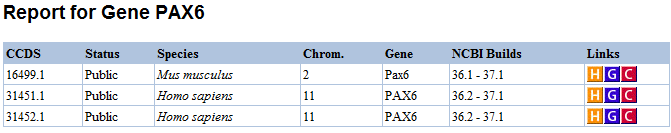 Report for Gene PAX6
CCDS Status Species Chrom. Gene NCBI Builds Links
16499.1 Public Mus musculus 2 Pax6 36.1 - 37.1 H G C
31451.1 Public Homo sapiens 11 PAX6 36.2 - 37.1 H G C
31452.1 Public Homo sapiens 11 PAX6 36.2 - 37.1 H G C